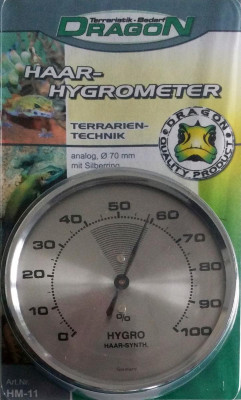 Terraristik-Bedarf
DRAGON
HAAR-
HYGROMETER
TERRARIEN-
TECHNIK
analog, Ø 70 mm
mit Silberring
DRAGON
QUALITY PRODUCT
0 10 20 30 40 50 60 70 80 90 100
%
HYGRO
HAAR-SYNTH.
Germany
Art.Nr.
HM-11